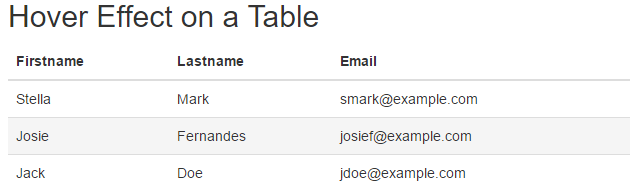 Hover Effect on a Table
Firstname Lastname Email
Stella Mark smark@example.com
Josie Fernandes josief@example.com
Jack Doe jdoe@example.com